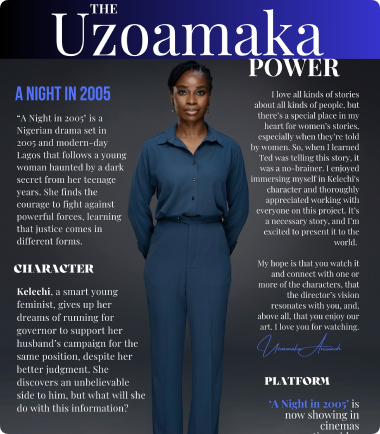 THE
Uzoamaka
POWER
A NIGHT IN 2005
“A Night in 2005” is a
Nigerian drama set in
2005 and modern-day
Lagos that follows a young
woman haunted by a dark
secret from her teenage
years. She finds the
courage to fight against
powerful forces, learning
that justice comes in
different forms.
CHARACTER
Kelechi, a smart young
feminist, gives up her
dreams of running for
governor to support her
husband’s campaign for the
same position, despite her
better judgment. She
discovers an unbelievable
side to him, but what will she
do with this information?
I love all kinds of stories
about all kinds of people, but
there’s a special place in my
heart for women’s stories,
especially when they’re told
by women. So, when I learned
Ted was telling this story, it
was a no-brainer. I enjoyed
immersing myself in Kelechi’s
character and thoroughly
appreciated working with
everyone on this project. It’s
a necessary story, and I’m
excited to present it to the
world.
My hope is that you watch it
and connect with one or
more of the characters, that
the director’s vision
resonates with you, and,
above all, that you enjoy our
art. I love you for watching.
Uzoamaka Aniunoh
PLATFORM
‘A Night in 2005’ is
now showing in
cinemas